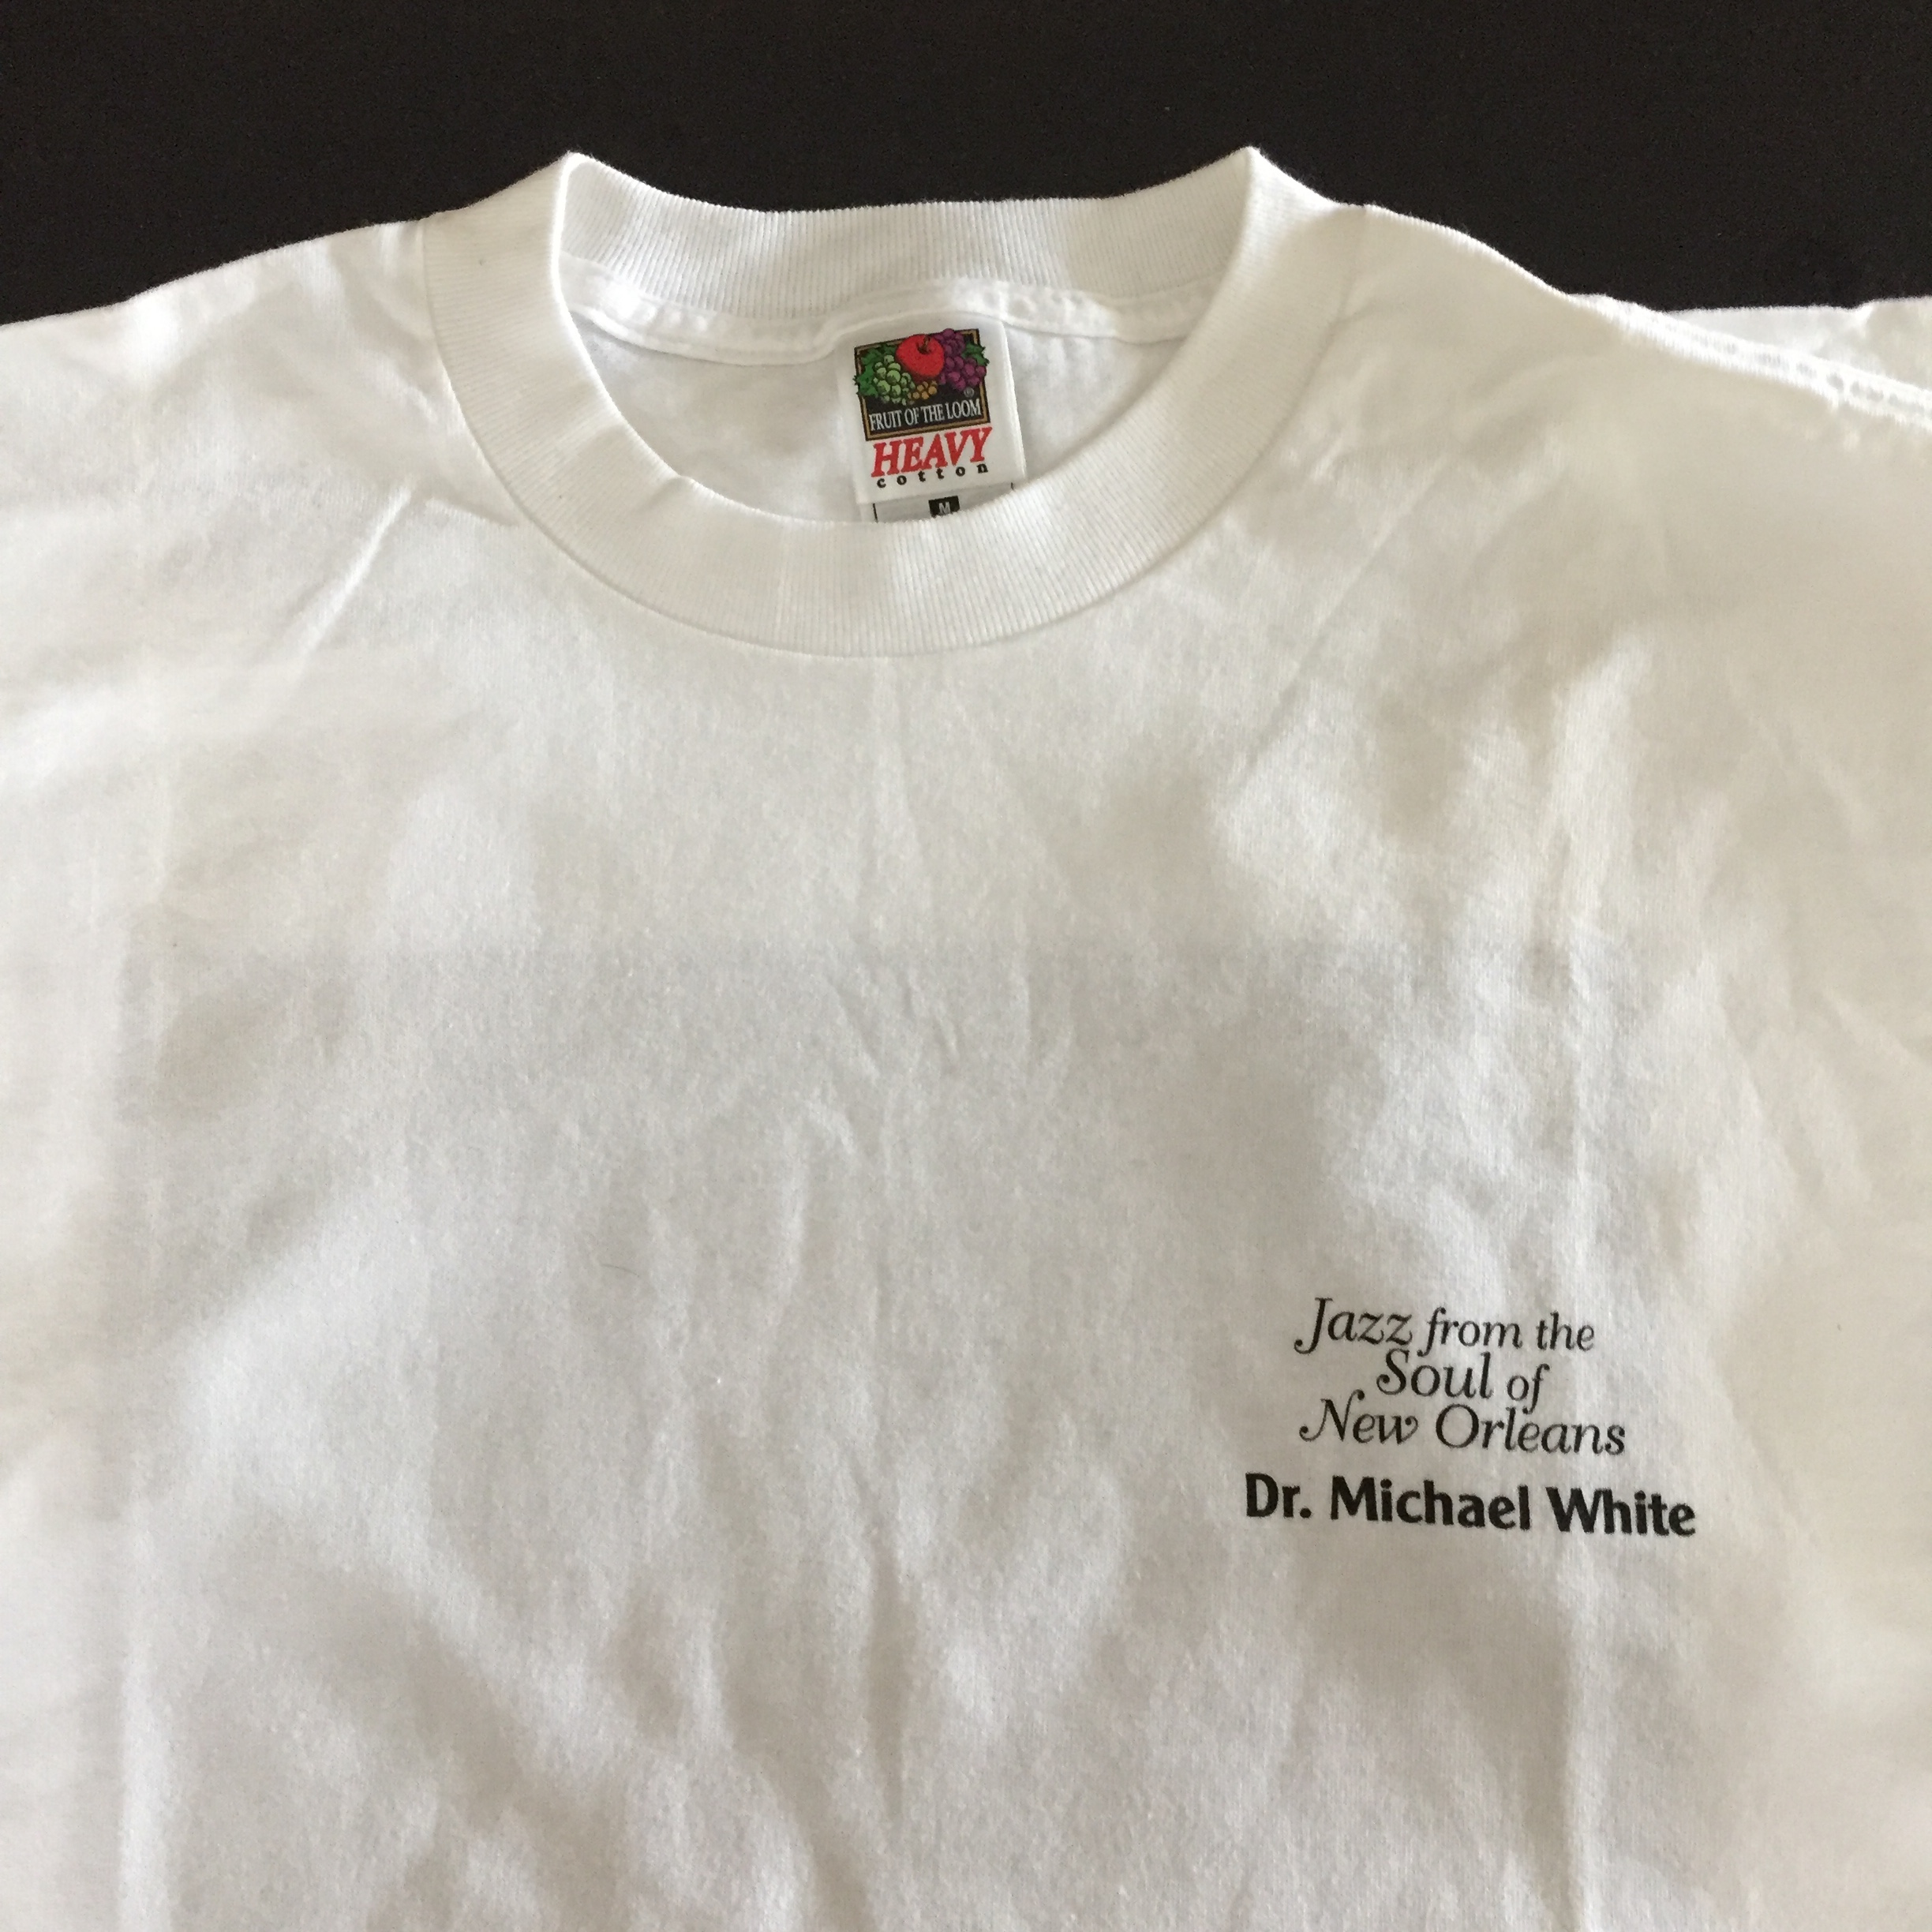 FRUIT OF THE LOOM
®
HEAVY
cotton
M
Jazz from the
Soul of
New Orleans
Dr. Michael White